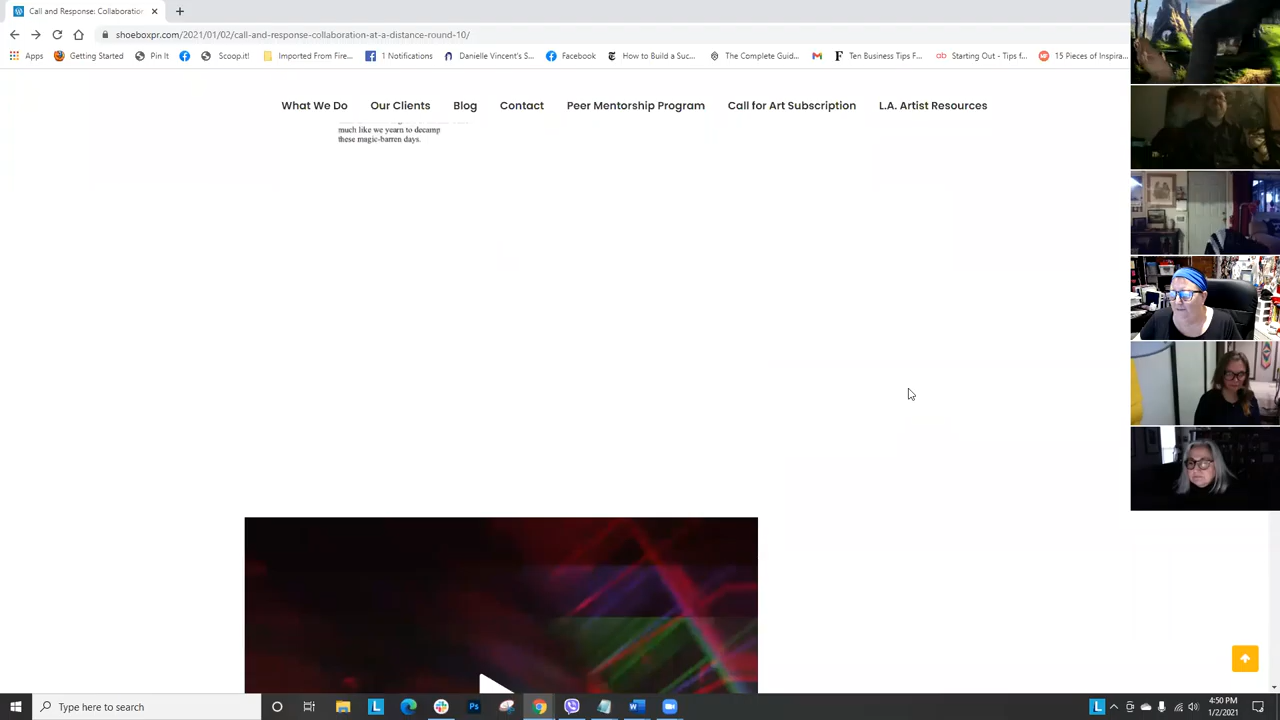 Call and Response: Collaboration
shoeboxpr.com/2021/01/02/call-and-response-collaboration-at-a-distance-round-10/
Apps Getting Started Pin It Scoop.it! Imported From Fire... 1 Notifications Danielle Vincent's S... Facebook How to Build a Suc... The Complete Guid... Ten Business Tips F... Starting Out - Tips f... 15 Pieces of Inspira...
What We Do Our Clients Blog Contact Peer Mentorship Program Call for Art Subscription L.A. Artist Resources
much like we yearn to decamp
these magic-barren days.
Type here to search
4:50 PM
1/2/2021